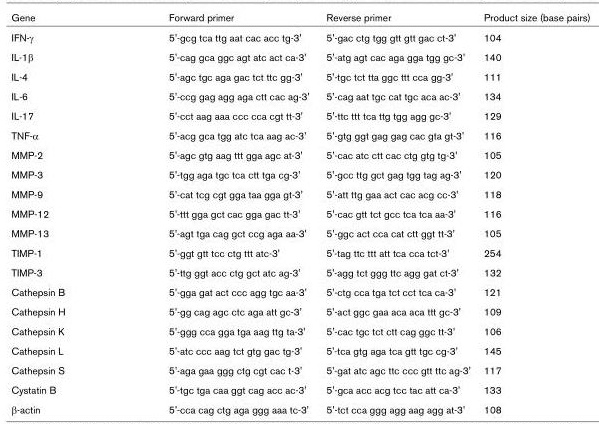 Gene Forward primer Reverse primer Product size (base pairs)
IFN-γ 5'-gcg tca ttg aat cac acc tg-3' 5'-gac ctg tgg gtt gtt gac ct-3' 104
IL-1β 5'-cag gca ggc agt atc act ca-3' 5'-atg agt cac aga gga tgg gc-3' 140
IL-4 5'-agc tgc aga gac tct ttc gg-3' 5'-tgc tct tta ggc ttt cca gg-3' 111
IL-6 5'-ccg gag agg aga ctt cac ag-3' 5'-cag aat tgc cat tgc aca ac-3' 134
IL-17 5'-cct aag aaa ccc cca cgt tt-3' 5'-ttc ttt tca ttg tgg agg gc-3' 129
TNF-α 5'-acg gca tgg atc tca aag ac-3' 5'-gtg ggt gag gag cac gta gt-3' 116
MMP-2 5'-agc gtg aag ttt gga agc at-3' 5'-cac atc ctt cac ctg gtg tg-3' 105
MMP-3 5'-tgg aga tgc tca ctt tga cg-3' 5'-gcc ttg gct gag tgg tag ag-3' 120
MMP-9 5'-cat tcg cgt gga taa gga gt-3' 5'-att ttg gaa act cac acg cc-3' 118
MMP-12 5'-ttt gga gct cac gga gac tt-3' 5'-cac gtt tct gcc tca tca aa-3' 116
MMP-13 5'-agt tga cag gct ccg aga aa-3' 5'-ggc act cca cat ctt ggt tt-3' 105
TIMP-1 5'-ggt gtt tcc ctg ttt atc-3' 5'-tag ttc ttt att tca cca tct-3' 254
TIMP-3 5'-ttg ggt acc ctg gct atc ag-3' 5'-agg tct ggg ttc agg gat ct-3' 132
Cathepsin B 5'-gga gat act ccc agg tgc aa-3' 5'-ctg cca tga tct cct tca ca-3' 121
Cathepsin H 5'-gg cag agc ctc aga att gc-3' 5'-act ggc gaa aca aca ttt gc-3' 109
Cathepsin K 5'-ggg cca gga tga aag ttg ta-3' 5'-cac tgc tct ctt cag ggc tt-3' 106
Cathepsin L 5'-atc ccc aag tct gtg gac tg-3' 5'-tca gtg aga tca gtt tgc cg-3' 145
Cathepsin S 5'-aga gaa ggg ctg cgt cac t-3' 5'-gat atc agc ttc ccc gtt ttc ag-3' 117
Cystatin B 5'-tgc tga caa ggt cag acc ac-3' 5'-gca acc acg tcc tac att ca-3' 133
β-actin 5'-cca cag ctg aga ggg aaa tc-3' 5'-tct cca ggg agg aag agg at-3' 108